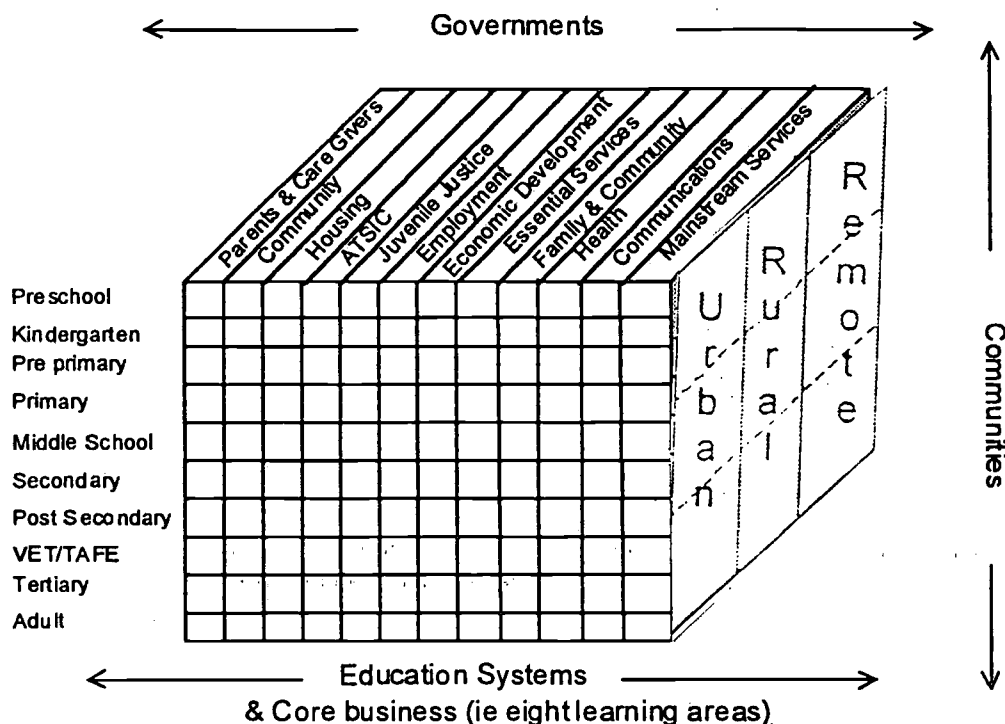 Governments
Parents & Care Givers
Community
Housing
ATSIC
Juvenile Justice
Employment
Economic Development
Essential Services
Family & Community
Health
Communications
Mainstream Services
Preschool
Kindergarten
Pre primary
Primary
Middle School
Secondary
Post Secondary
VET/TAFE
Tertiary
Adult
Urban
Rural
Remote
Communities
Education Systems
& Core business (ie eight learning areas)